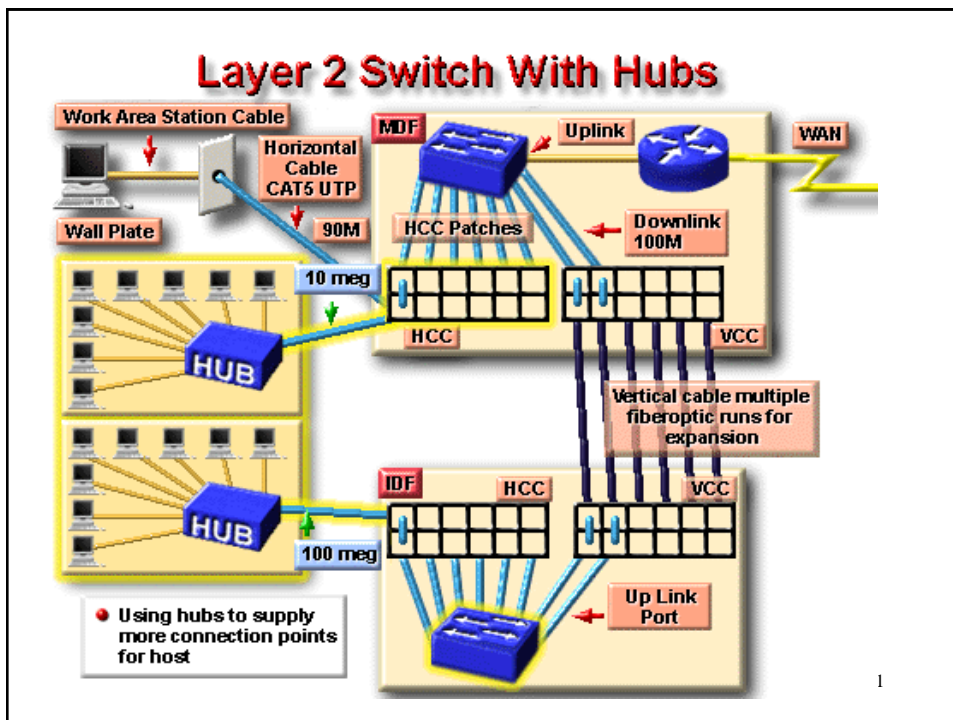 Layer 2 Switch With Hubs
Work Area Station Cable
MDF
Uplink
WAN
Horizontal
Cable
CAT5 UTP
Wall Plate
90M
HCC Patches
Downlink
100M
10 meg
HCC
VCC
HUB
Vertical cable multiple
fiberoptic runs for
expansion
IDF
HCC
VCC
HUB
100 meg
Up Link
Port
Using hubs to supply
more connection points
for host
1